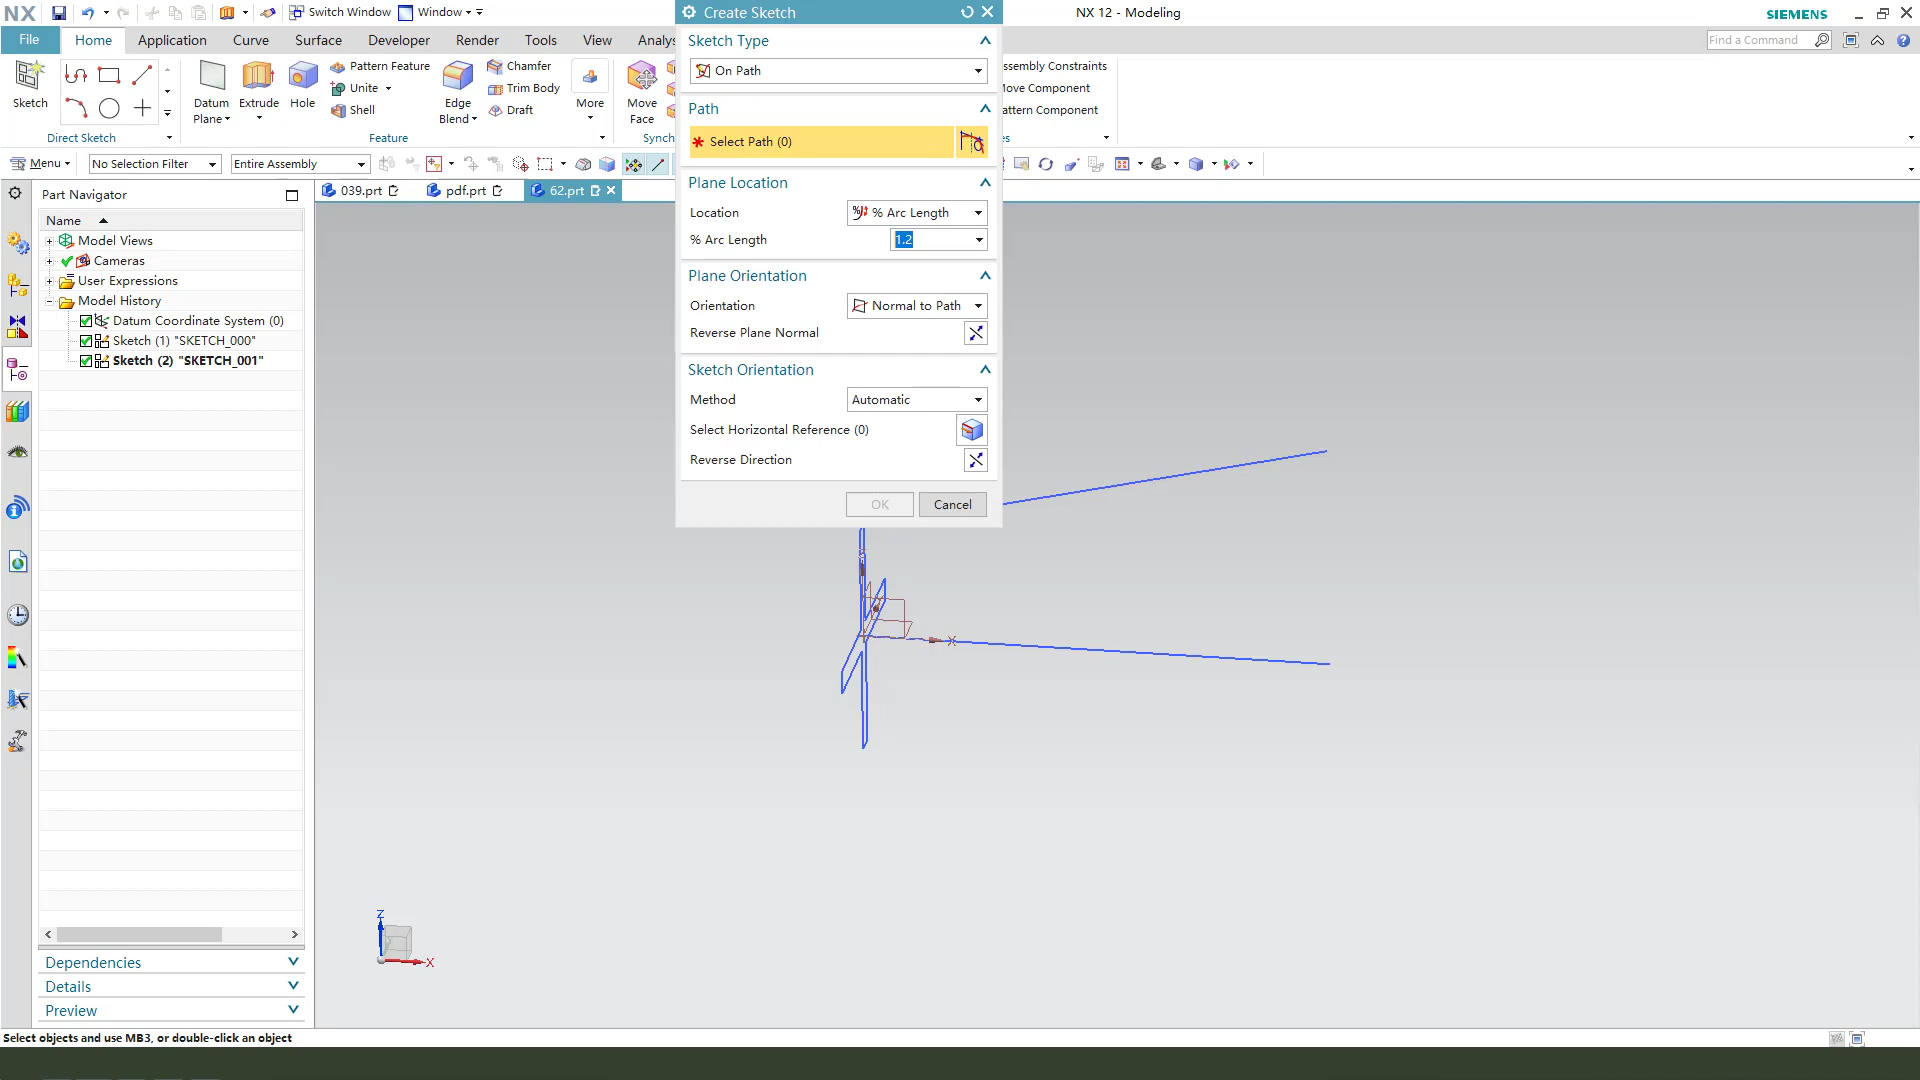 NX
Switch Window
Window
Create Sketch
NX 12 - Modeling
SIEMENS
File
Home
Application
Curve
Surface
Assembly
Developer
Render
Tools
View
Analys
Find a Command
Sketch
Datum
Plane
Extrude
Hole
Pattern Feature
Unite
Shell
Edge
Blend
Chamfer
Trim Body
Draft
More
Move
Face
ssembly Constraints
ove Component
attern Component
Direct Sketch
Feature
Synch
Menu
No Selection Filter
Entire Assembly
Part Navigator
039.prt
pdf.prt
62.prt
Name
Model Views
Cameras
User Expressions
Model History
Datum Coordinate System (0)
Sketch (1) "SKETCH_000"
Sketch (2) "SKETCH_001"
Sketch Type
On Path
Path
* Select Path (0)
Plane Location
Location
% Arc Length
% Arc Length
1.2
Plane Orientation
Orientation
Normal to Path
Reverse Plane Normal
Sketch Orientation
Method
Automatic
Select Horizontal Reference (0)
Reverse Direction
OK
Cancel
X
Z
X
Dependencies
Details
Preview
Select objects and use MB3, or double-click an object